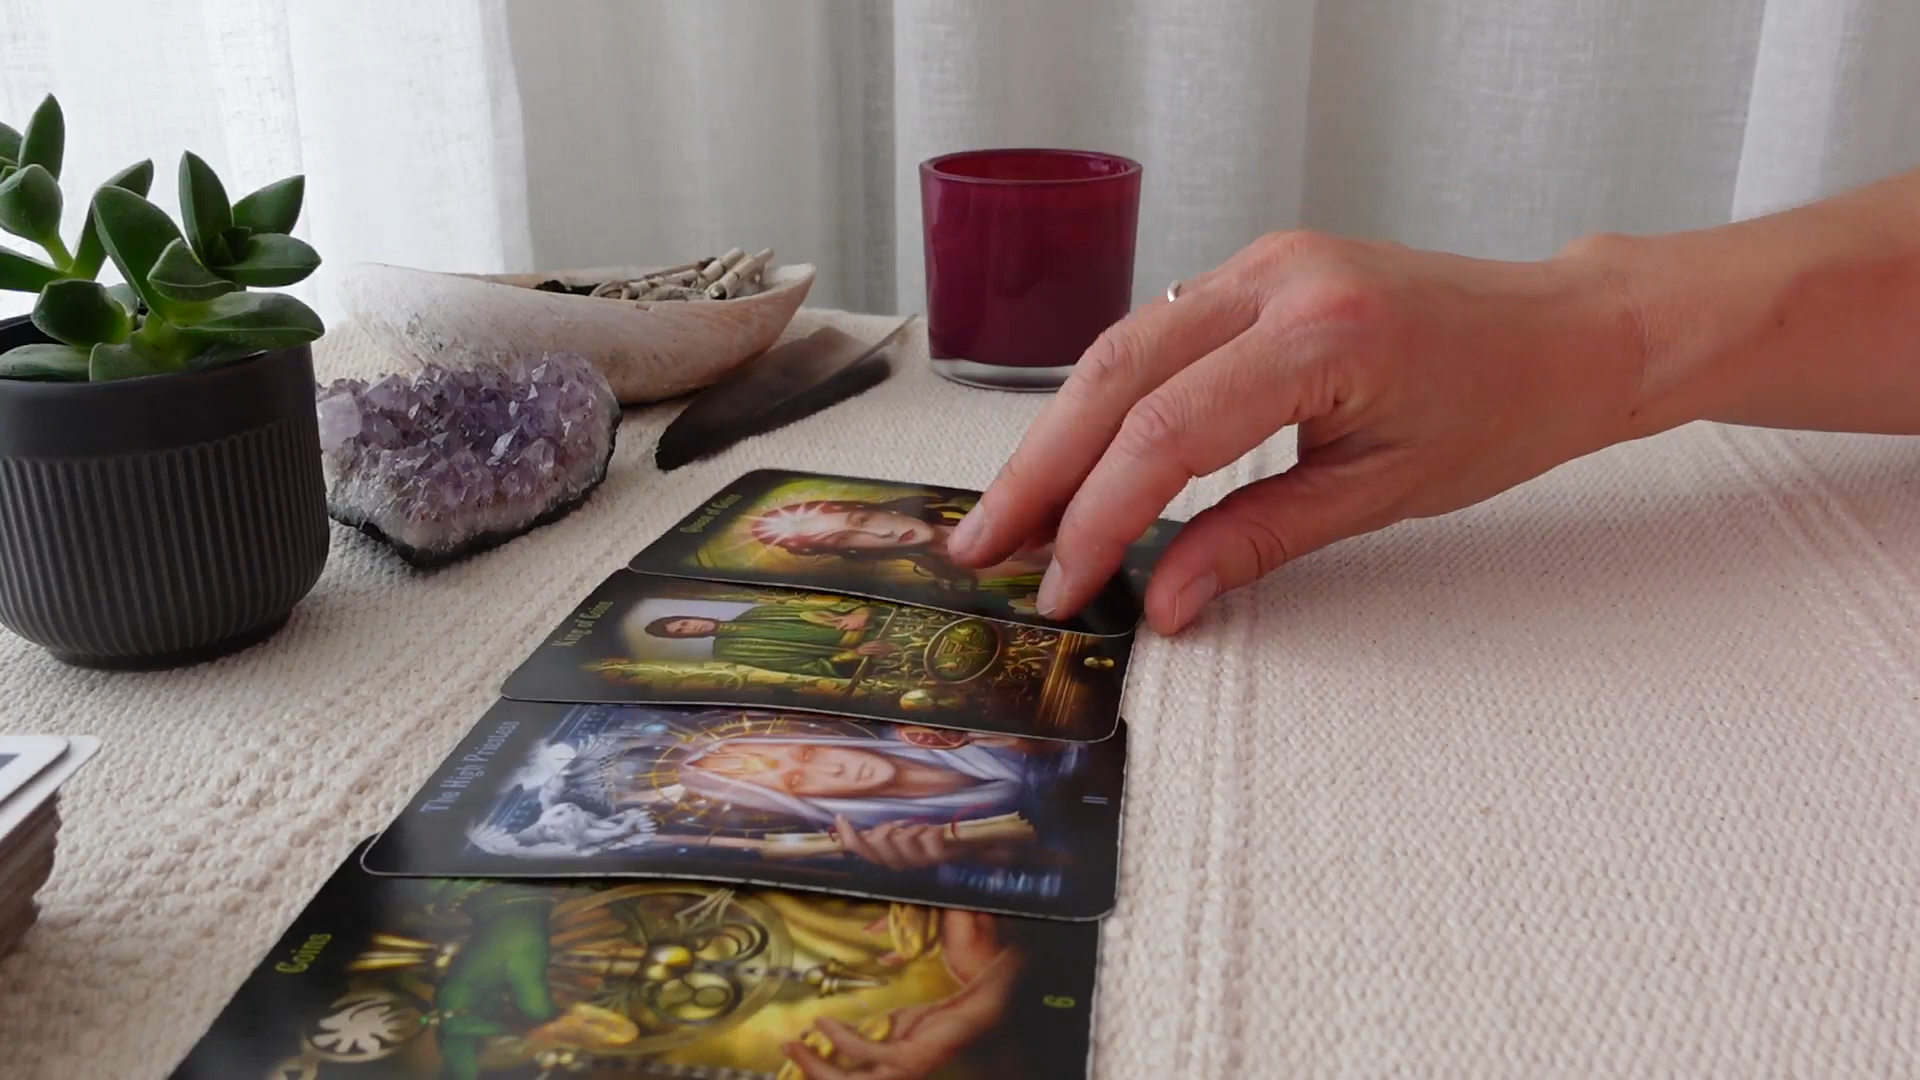 Queen of Coins
King of Coins
The High Priestess
II
Coins
6